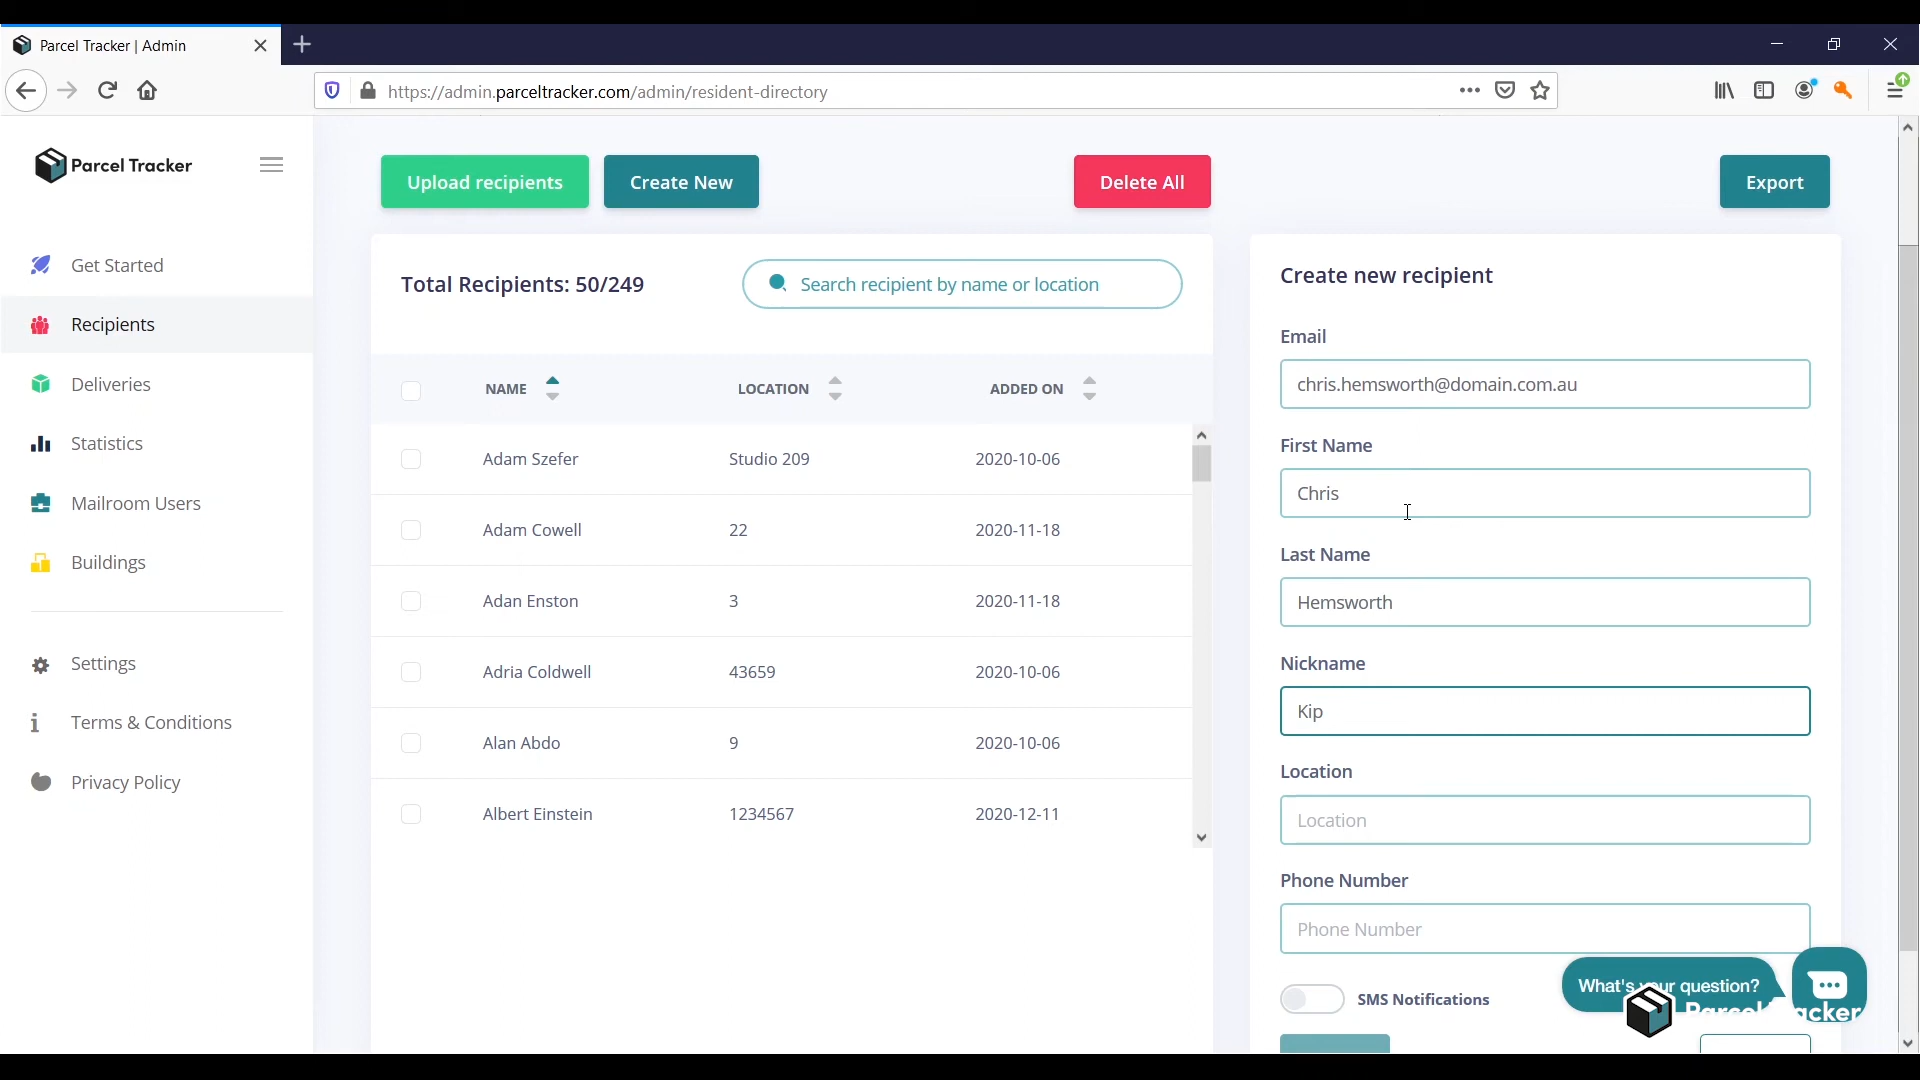 Parcel Tracker | Admin
https://admin.parceltracker.com/admin/resident-directory
Parcel Tracker
Get Started
Recipients
Deliveries
Statistics
Mailroom Users
Buildings
Settings
Terms & Conditions
Privacy Policy
Upload recipients
Create New
Delete All
Export
Total Recipients: 50/249
Search recipient by name or location
NAME LOCATION ADDED ON
Adam Szefer Studio 209 2020-10-06
Adam Cowell 22 2020-11-18
Adan Enston 3 2020-11-18
Adria Coldwell 43659 2020-10-06
Alan Abdo 9 2020-10-06
Albert Einstein 1234567 2020-12-11
Create new recipient
Email
chris.hemsworth@domain.com.au
First Name
Chris
Last Name
Hemsworth
Nickname
Kip
Location
Location
Phone Number
Phone Number
SMS Notifications
What's your question?
Parcel Tracker